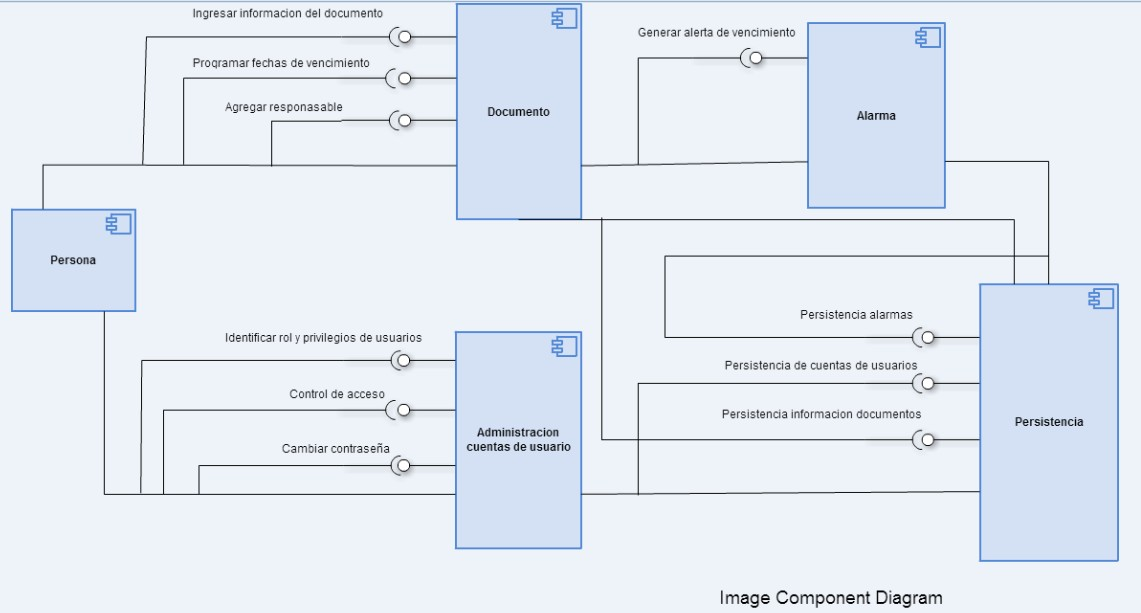 Ingresar informacion del documento
Programar fechas de vencimiento
Agregar responasable
Documento
Generar alerta de vencimiento
Alarma
Persona
Identificar rol y privilegios de usuarios
Control de acceso
Cambiar contraseña
Administracion
cuentas de usuario
Persistencia alarmas
Persistencia de cuentas de usuarios
Persistencia informacion documentos
Persistencia
Image Component Diagram